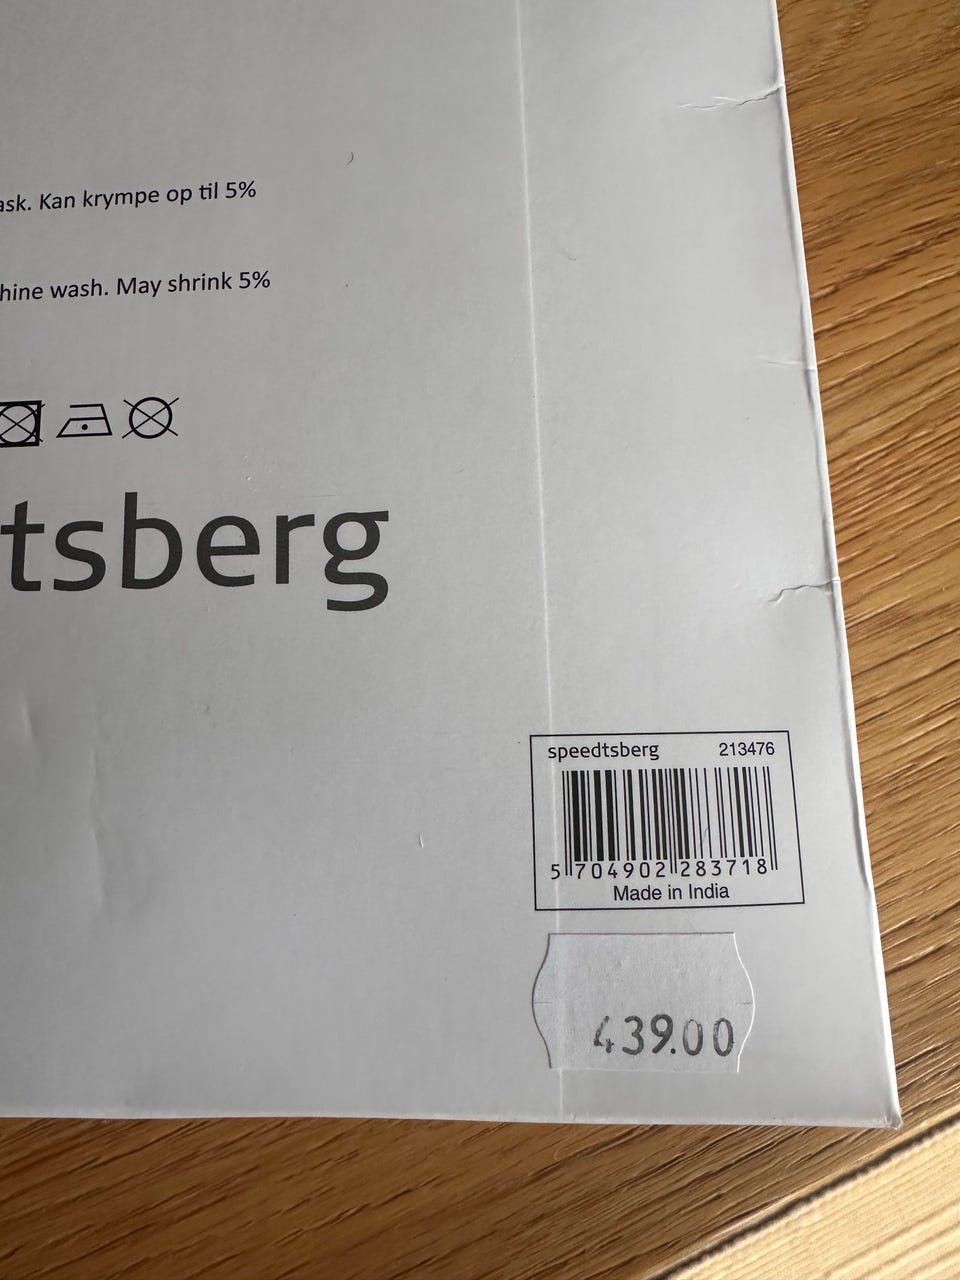 ask. Kan krympe op til 5%
hine wash. May shrink 5%
tsberg
speedtsberg 213476
5 704902 283718
Made in India
439.00